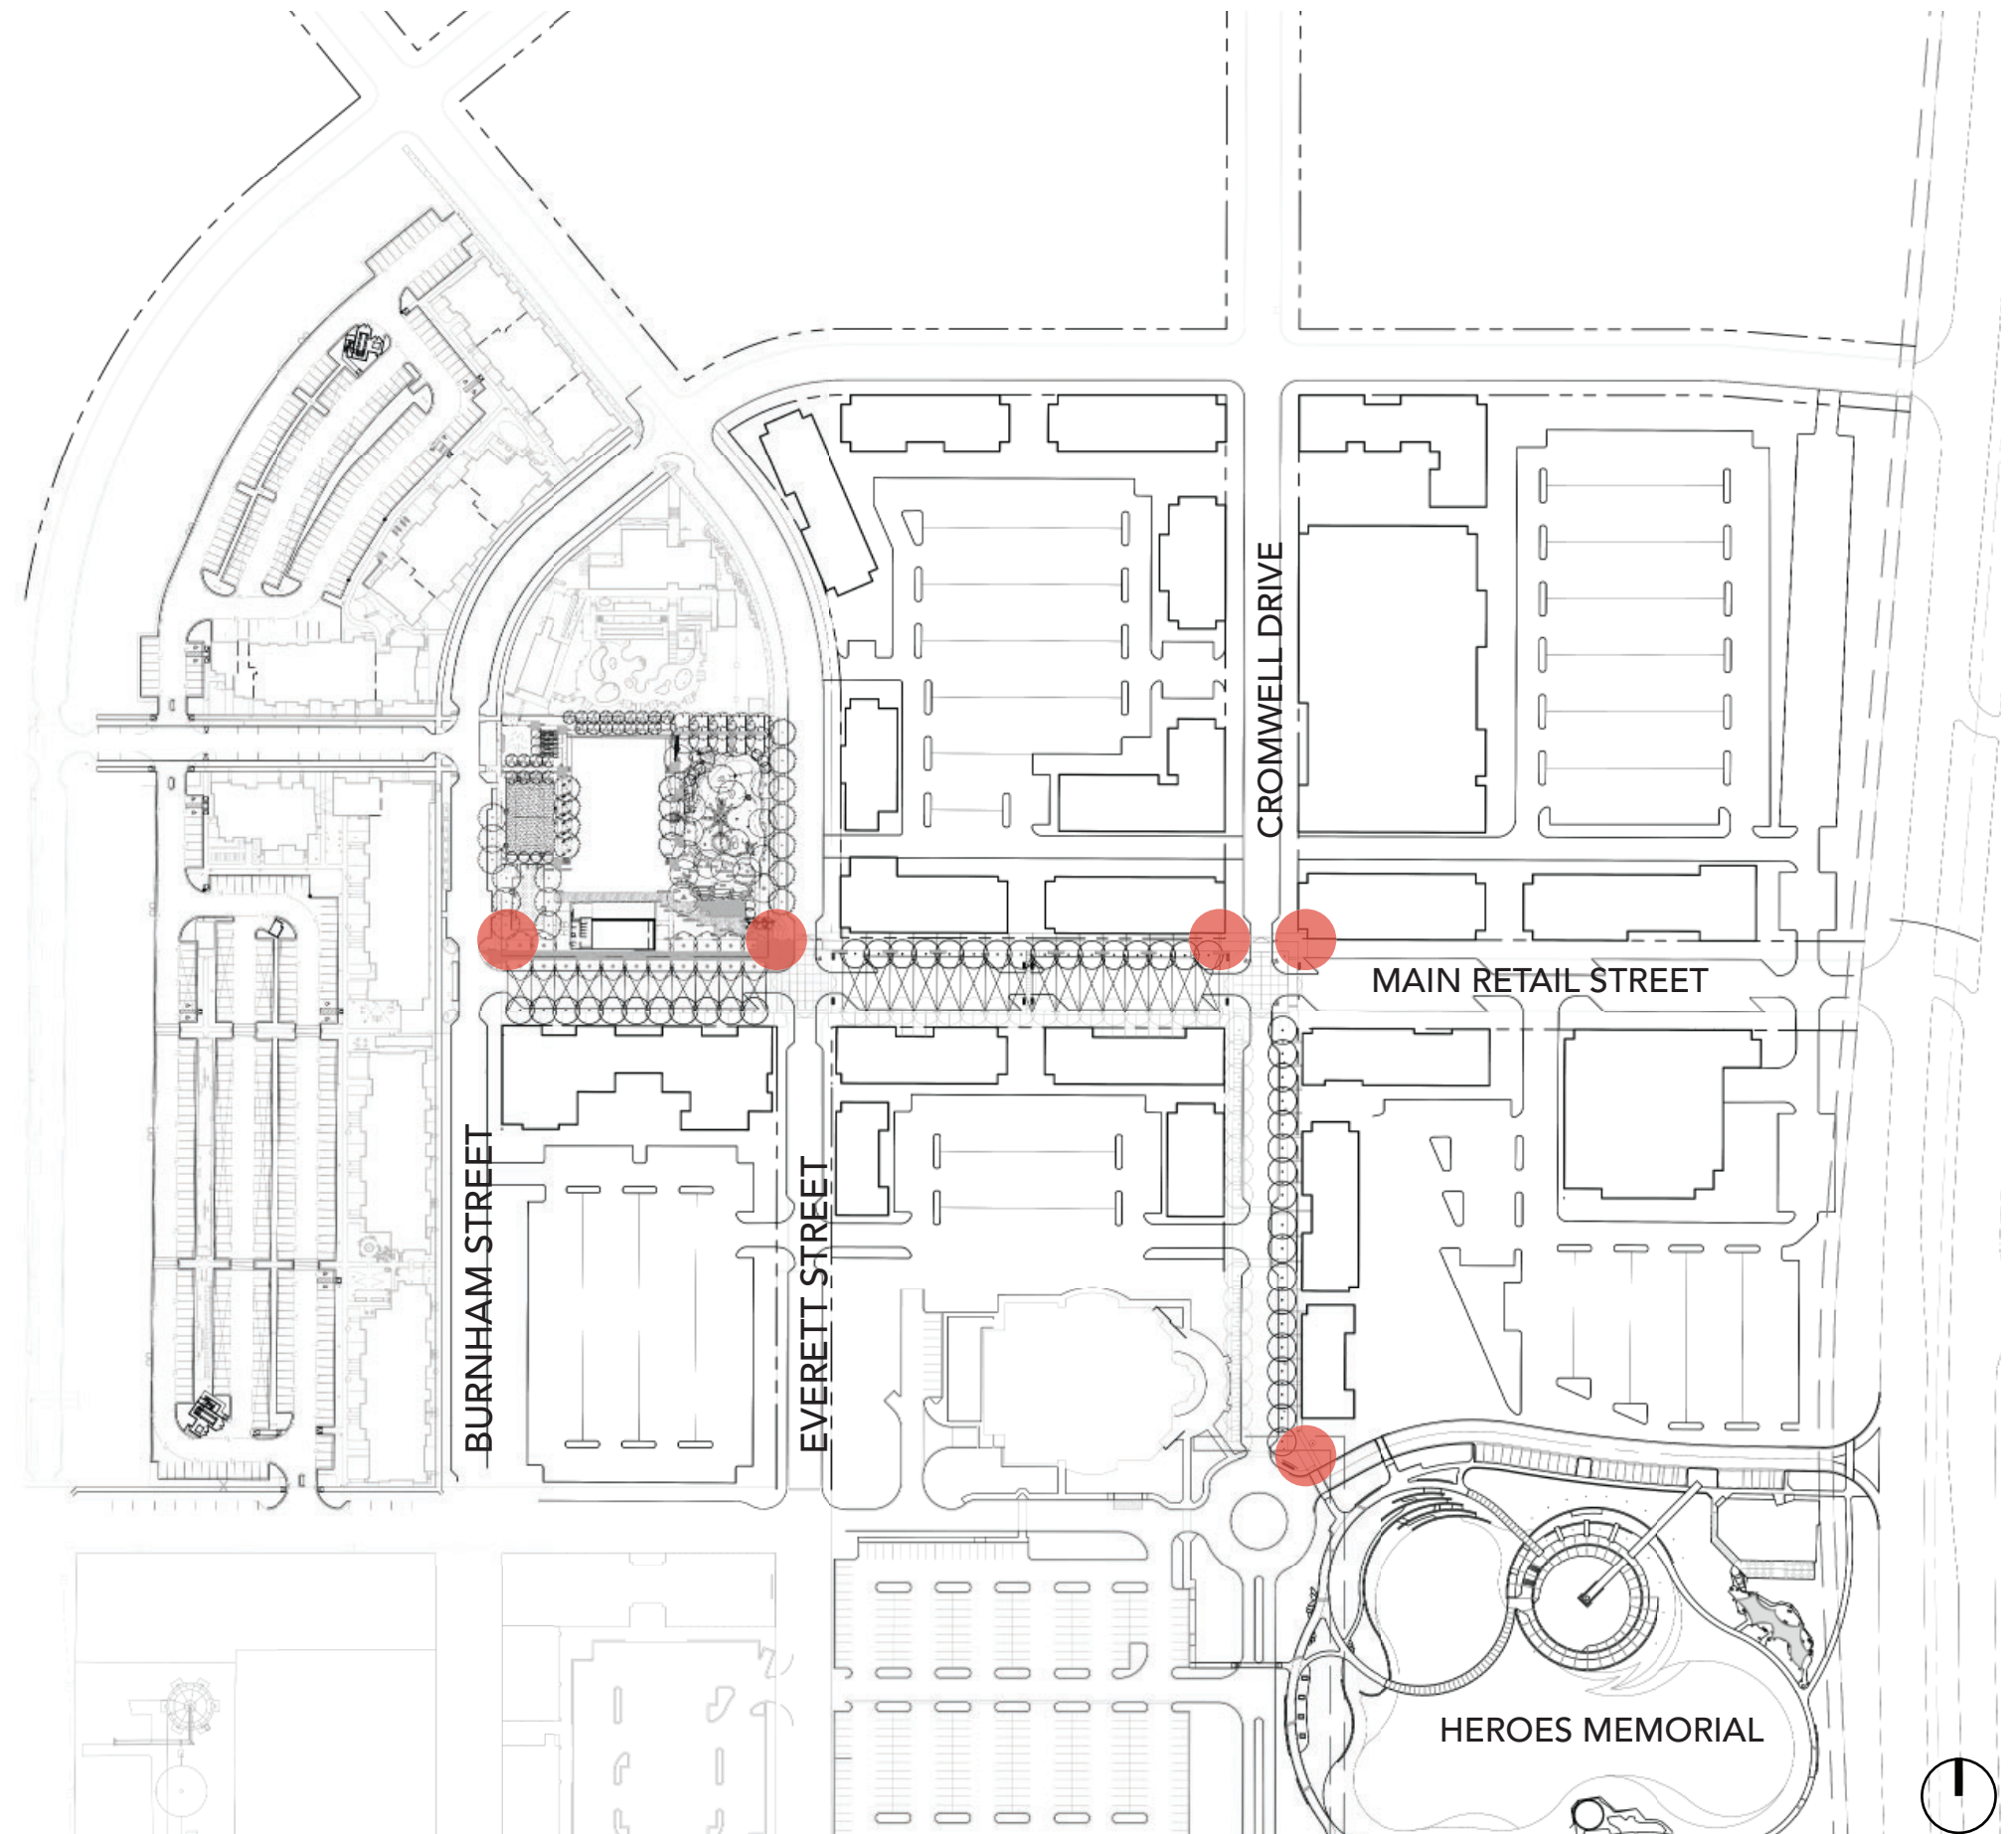 CROMWELL DRIVE
MAIN RETAIL STREET
BURNHAM STREET
EVERETT STREET
HEROES MEMORIAL